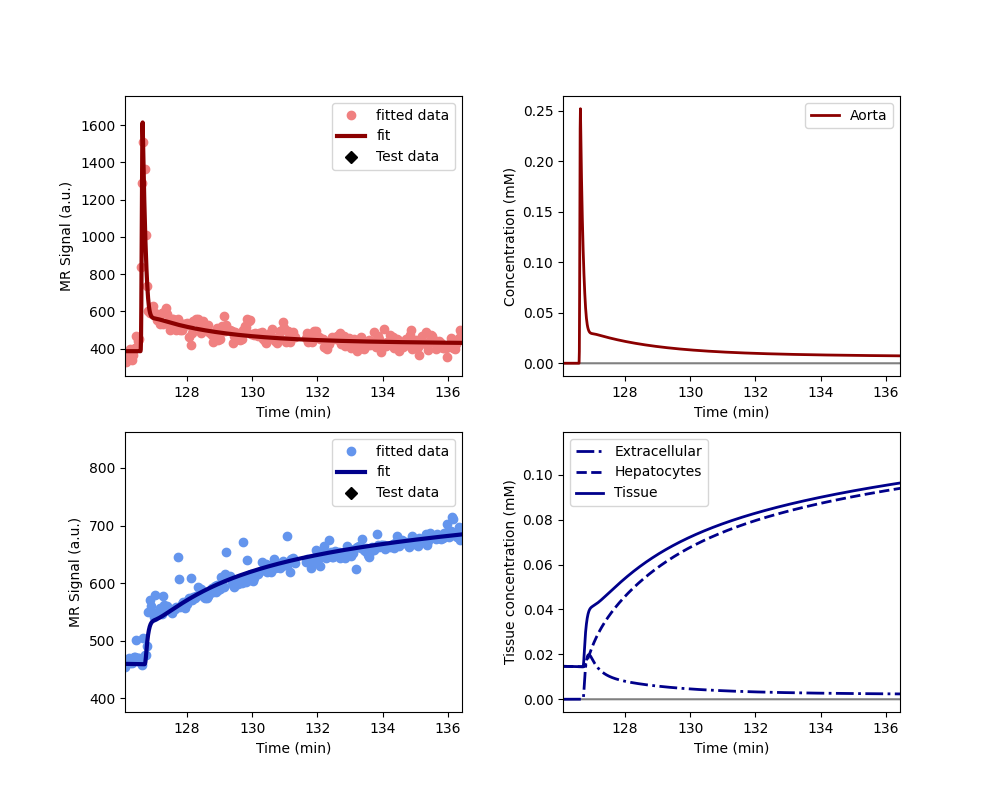 MR Signal (a.u.)
1600
1400
1200
1000
800
600
400
fitted data
fit
Test data
128
130
132
134
136
Time (min)
Concentration (mM)
0.25
0.20
0.15
0.10
0.05
0.00
Aorta
128
130
132
134
136
Time (min)
MR Signal (a.u.)
800
700
600
500
400
fitted data
fit
Test data
128
130
132
134
136
Time (min)
Tissue concentration (mM)
0.10
0.08
0.06
0.04
0.02
0.00
Extracellular
Hepatocytes
Tissue
128
130
132
134
136
Time (min)